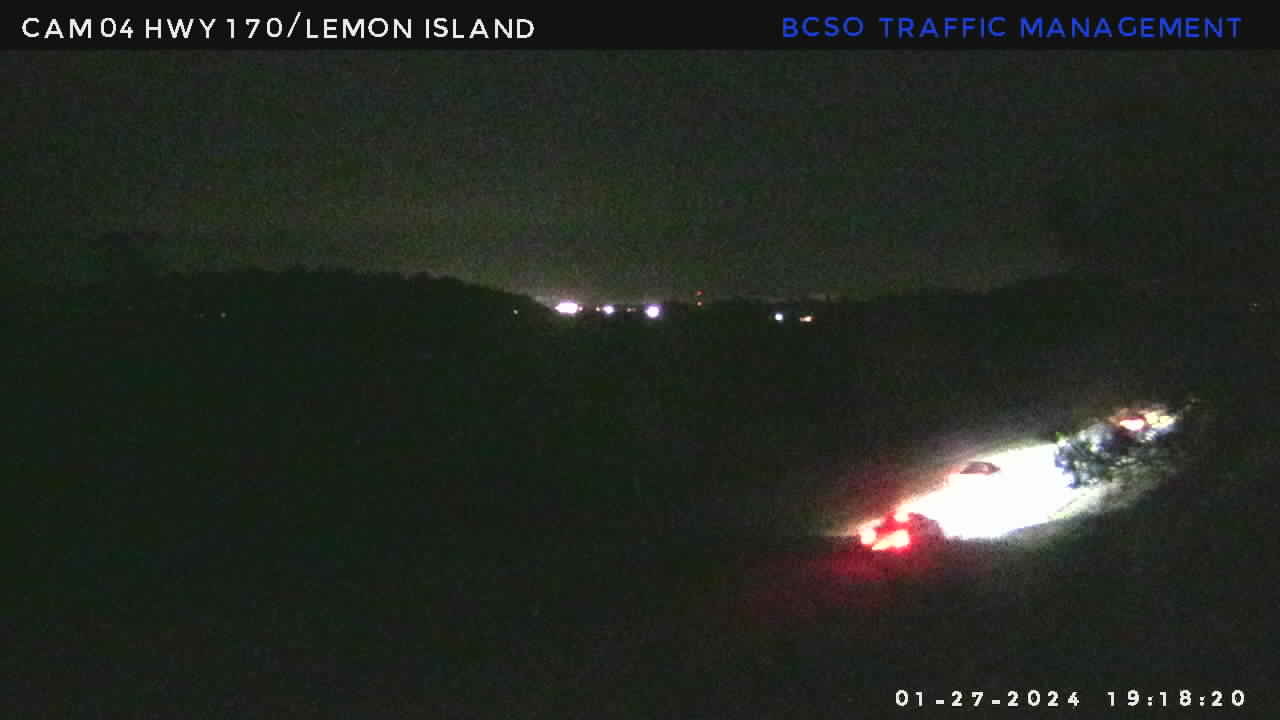 CAM04 HWY 170/LEMON ISLAND
BCSO TRAFFIC MANAGEMENT
01-27-2024 19:18:20